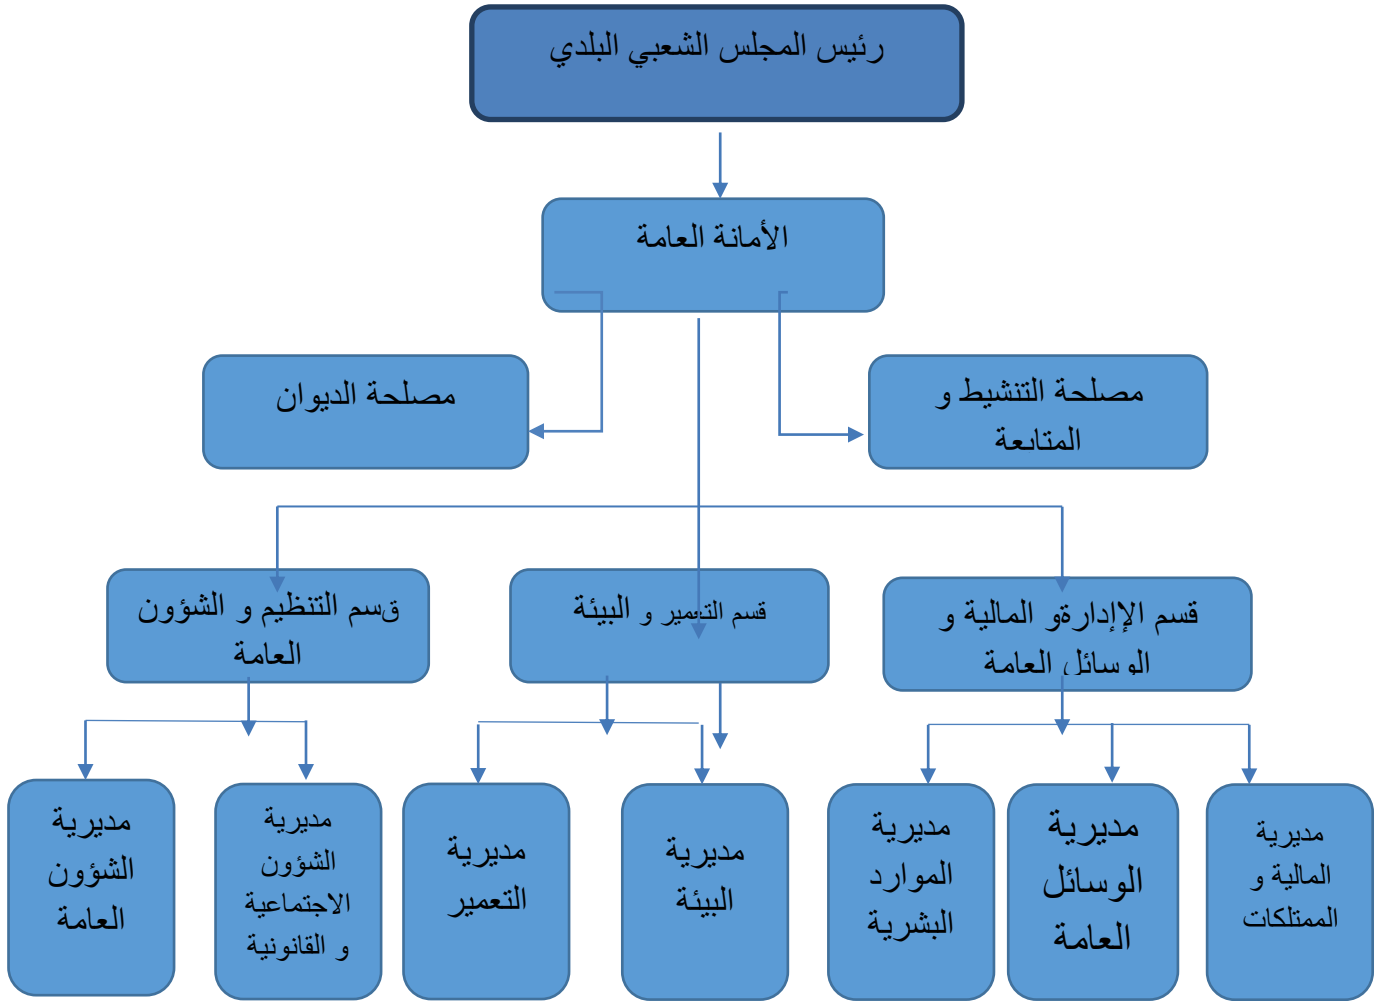 رئيس المجلس الشعبي البلدي
الأمانة العامة
مصلحة التنشيط و
المتابعة
مصلحة الديوان
قسم الإإدارةو المالية و
الوسائل العامة
قسم التعمير و البيئة
قسم التنظيم و الشؤون
العامة
مديرية
المالية و
الممتلكات
مديرية
الوسائل
العامة
مديرية
الموارد
البشرية
مديرية
البيئة
مديرية
التعمير
مديرية
الشؤون
الاجتماعية
و القانونية
مديرية
الشؤون
العامة